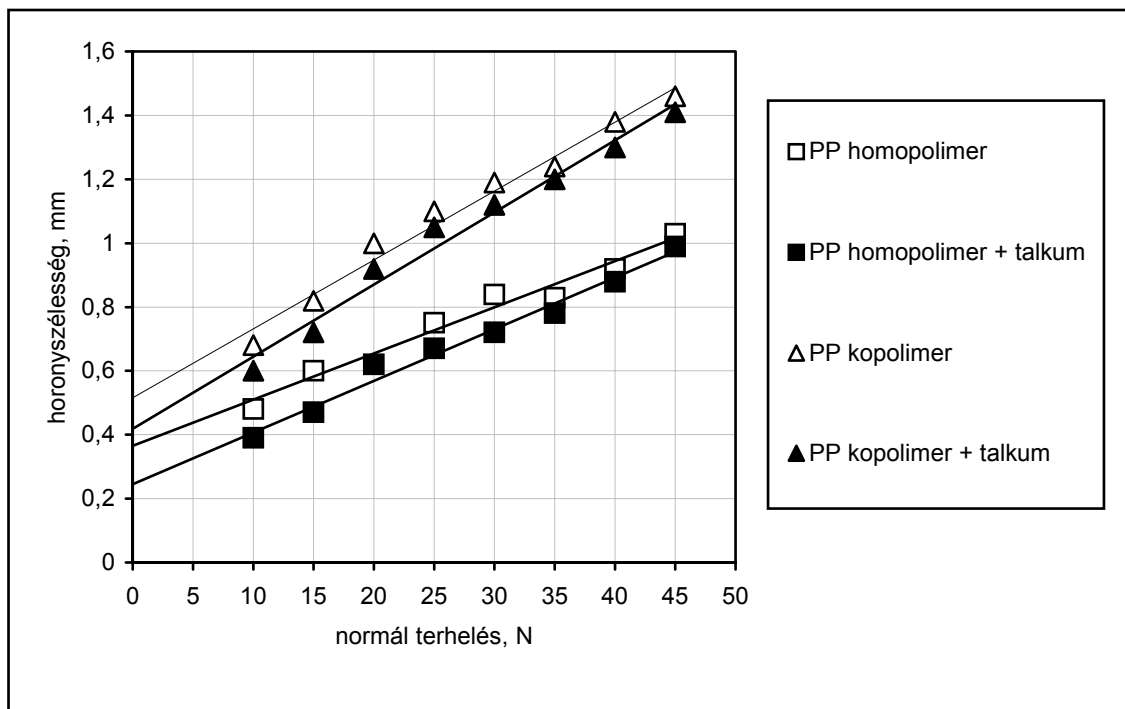 1,6
1,4
1,2
1
0,8
0,6
0,4
0,2
0
horonyszélesség, mm
0 5 10 15 20 25 30 35 40 45 50
normál terhelés, N
PP homopolimer
PP homopolimer + talkum
PP kopolimer
PP kopolimer + talkum